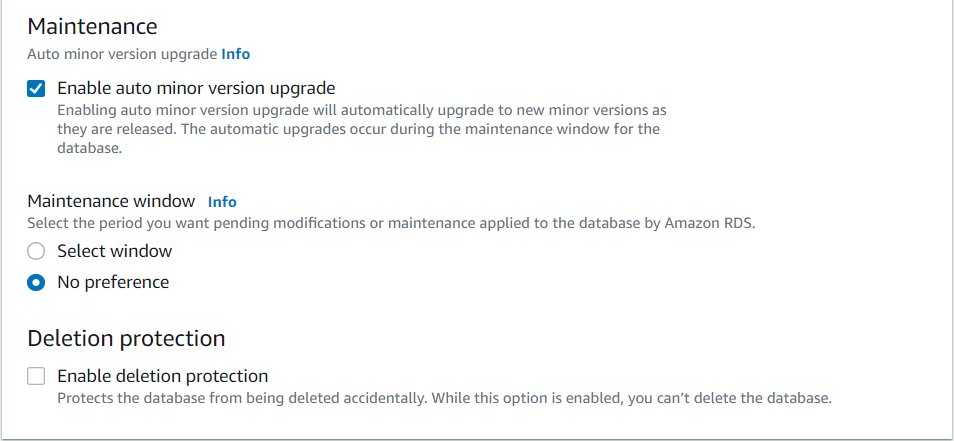 Maintenance
Auto minor version upgrade Info
Enable auto minor version upgrade
Enabling auto minor version upgrade will automatically upgrade to new minor versions as
they are released. The automatic upgrades occur during the maintenance window for the
database.
Maintenance window Info
Select the period you want pending modifications or maintenance applied to the database by Amazon RDS.
Select window
No preference
Deletion protection
Enable deletion protection
Protects the database from being deleted accidentally. While this option is enabled, you can’t delete the database.